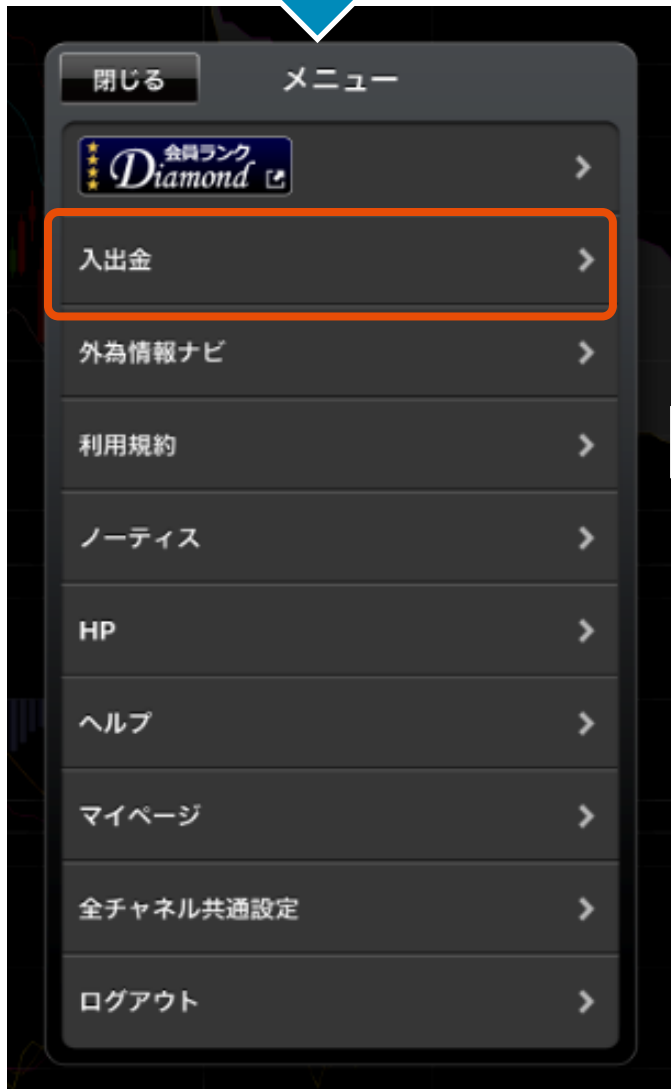 閉じる
メニュー
会員ランク
Diamond
入出金
外為情報ナビ
利用規約
ノーティス
HP
ヘルプ
マイページ
全チャネル共通設定
ログアウト